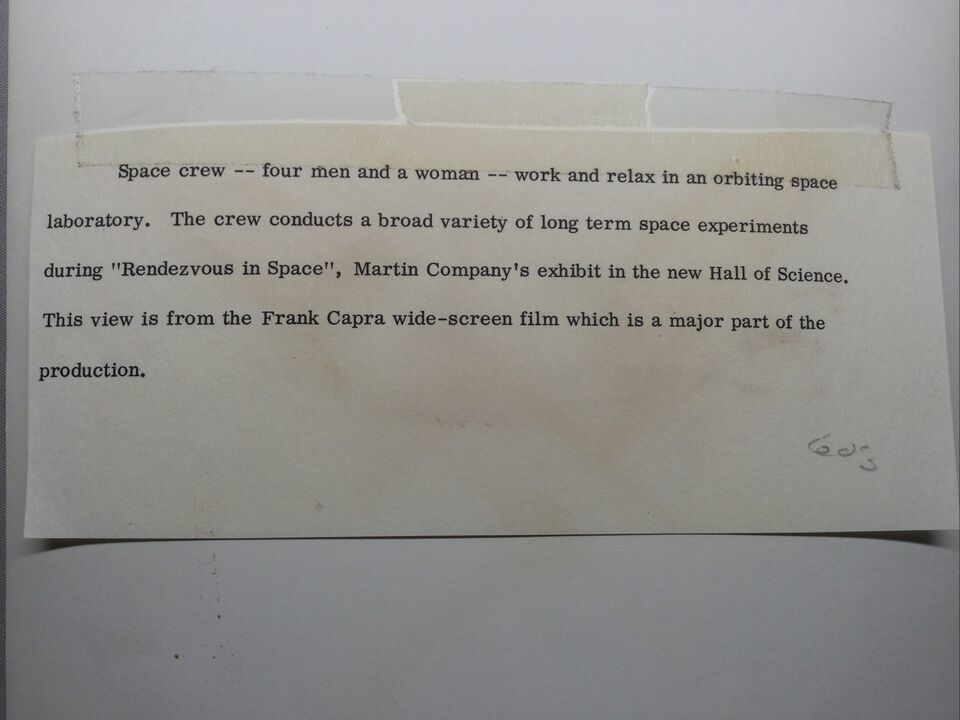 Space crew -- four men and a woman -- work and relax in an orbiting space
laboratory. The crew conducts a broad variety of long term space experiments
during "Rendezvous in Space", Martin Company's exhibit in the new Hall of Science.
This view is from the Frank Capra wide-screen film which is a major part of the
production.
60s